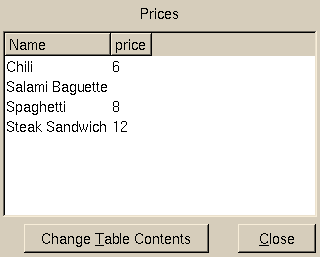 Prices
Name price
Chili 6
Salami Baguette
Spaghetti 8
Steak Sandwich 12
Change Table Contents Close